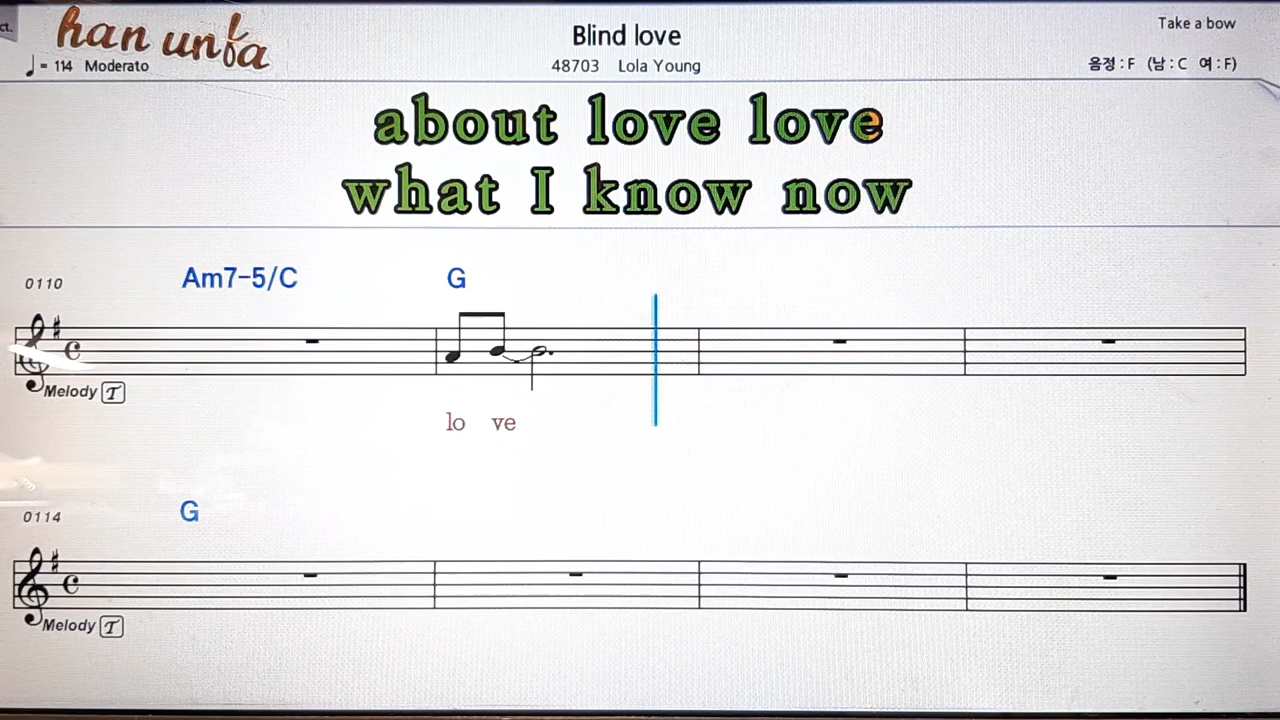 ct.
han unfa
Blind love
Take a bow
♩= 114 Moderato
48703 Lola Young
음정 : F (남 : C 여 : F)
about love love
what I know now
0110
Am7-5/C
G
Melody T
lo ve
0114
G
Melody T